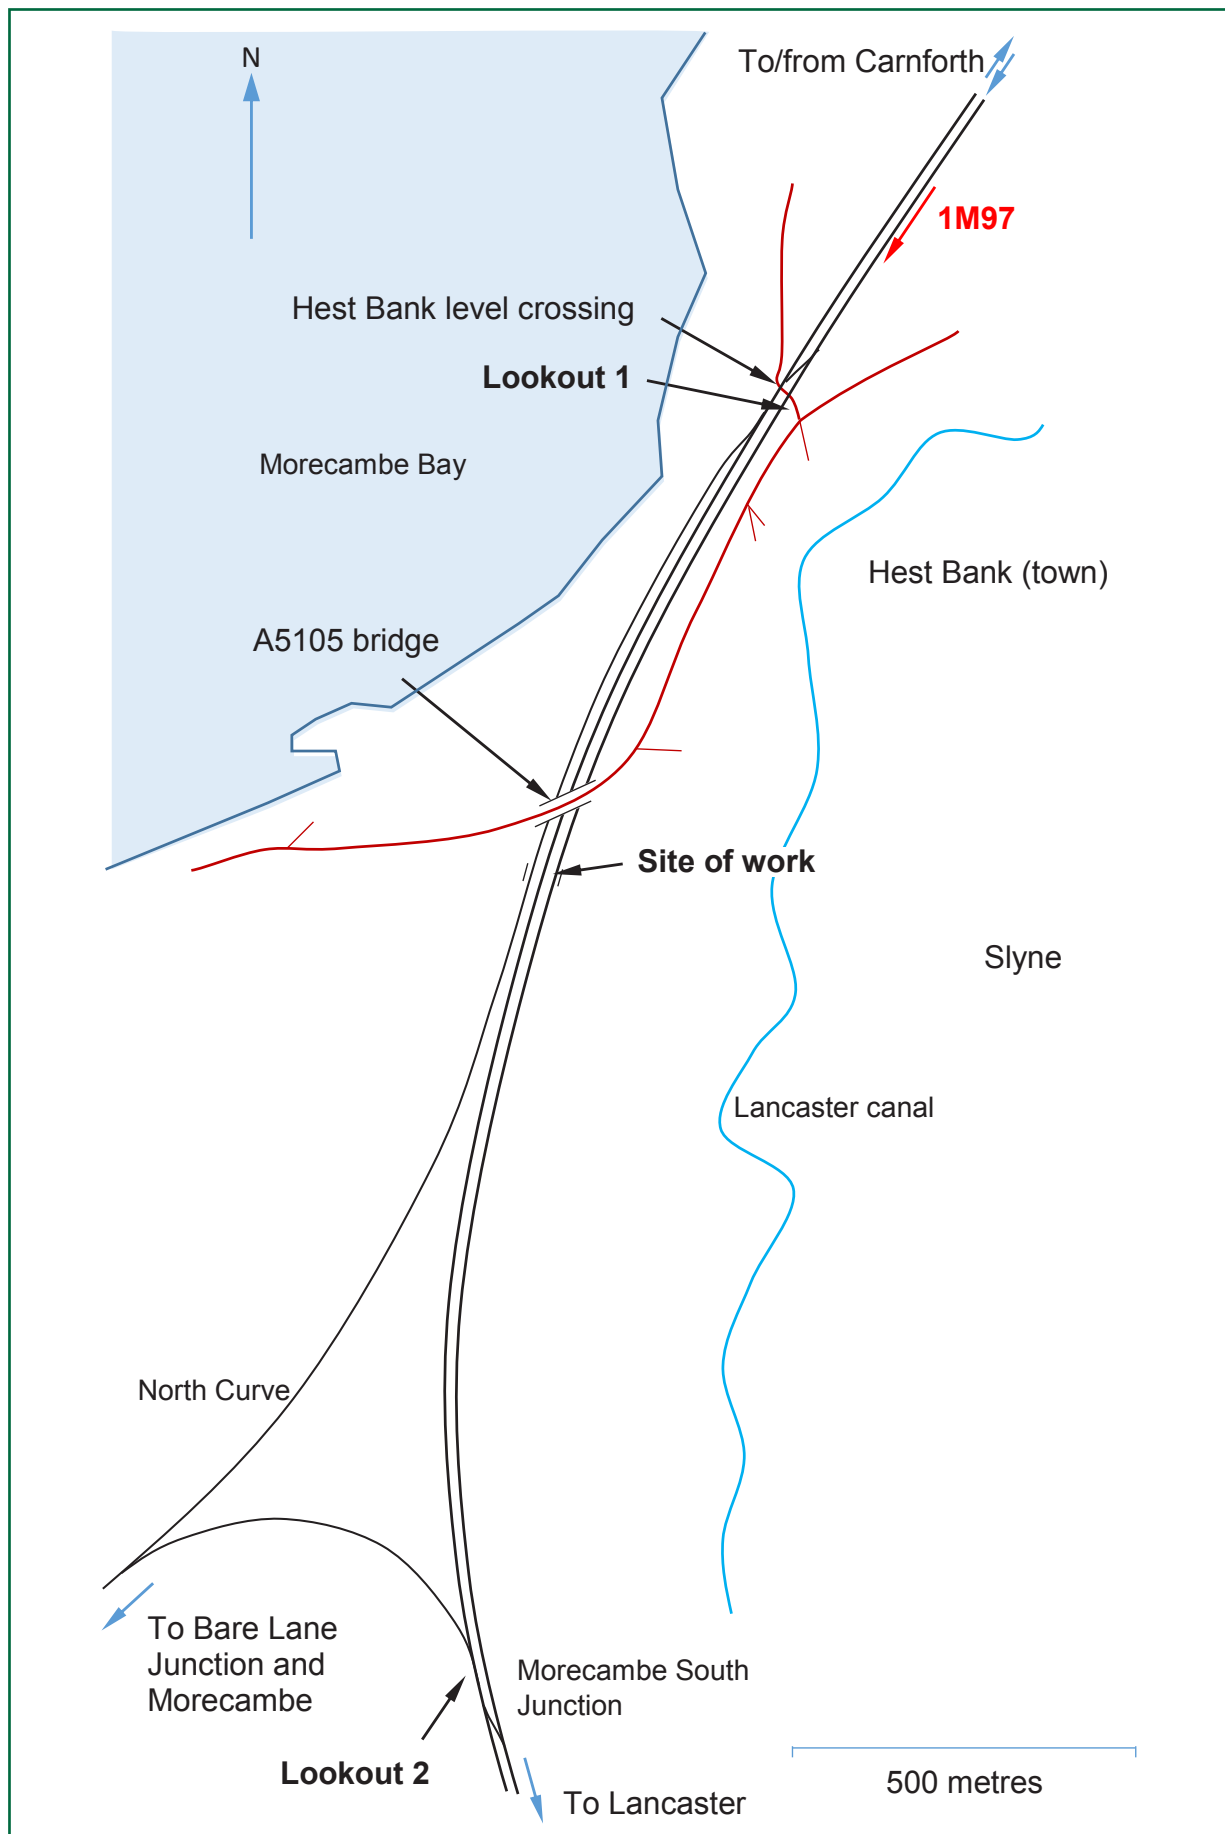 N
To/from Carnforth
1M97
Hest Bank level crossing
Lookout 1
Morecambe Bay
Hest Bank (town)
A5105 bridge
Site of work
Slyne
Lancaster canal
North Curve
To Bare Lane
Junction and
Morecambe
Morecambe South
Junction
Lookout 2
500 metres
To Lancaster